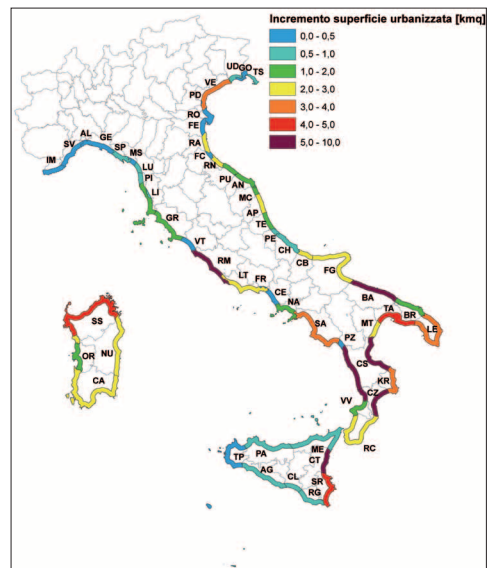 Incremento superficie urbanizzata [kmq]
0,0 - 0,5
0,5 - 1,0
1,0 - 2,0
2,0 - 3,0
3,0 - 4,0
4,0 - 5,0
5,0 - 10,0
UD GO TS
VE
PD
RO
FE
AL
GE
SV
SP
MS
IM
RA
FC
RN
LU
PI
LI
PU
AN
MC
GR
AP
TE
PE
VT
CH
RM
CB
LT
FR
FG
CE
NA
BA
TA
BR
SS
SA
PZ
MT
LE
OR
NU
CS
CA
KR
CZ
VV
RC
ME
PA
TP
CT
AG
CL
SR
RG